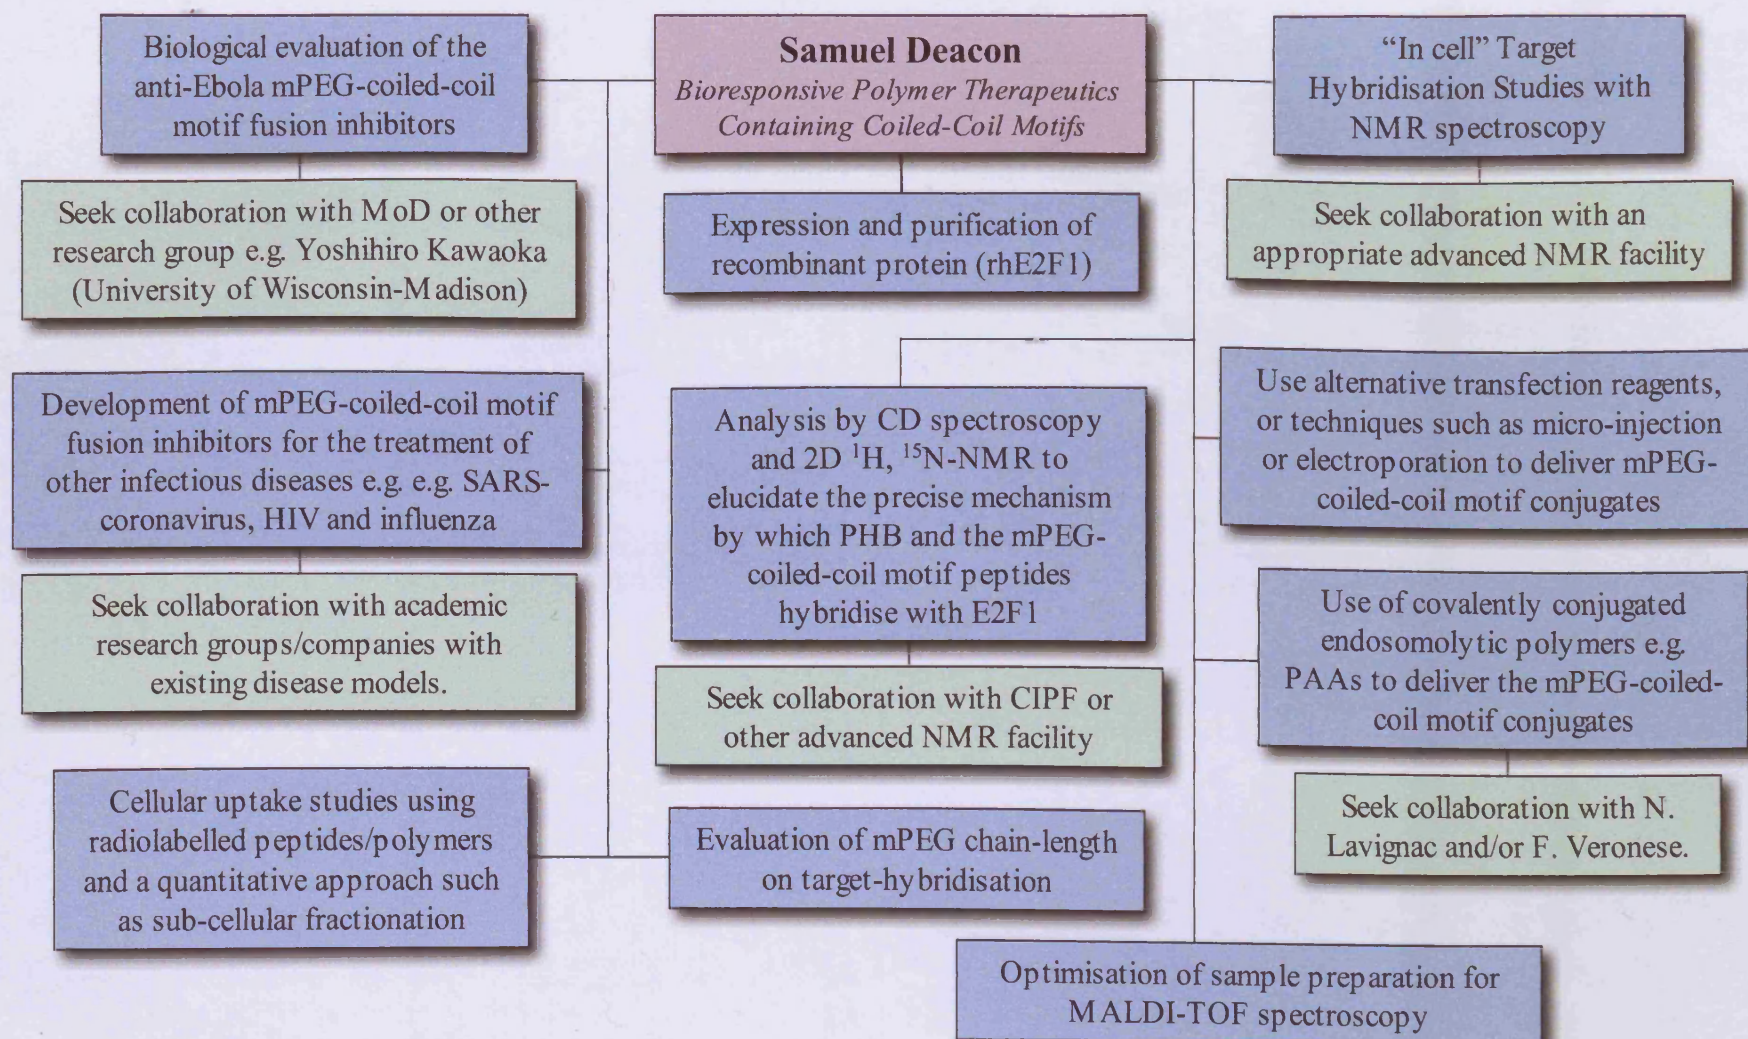 Biological evaluation of the
anti-Ebola mPEG-coiled-coil
motif fusion inhibitors
Seek collaboration with MoD or other
research group e.g. Yoshihiro Kawaoka
(University of Wisconsin-Madison)
Development of mPEG-coiled-coil motif
fusion inhibitors for the treatment of
other infectious diseases e.g. e.g. SARS-
coronavirus, HIV and influenza
Seek collaboration with academic
research groups/companies with
existing disease models.
Cellular uptake studies using
radiolabelled peptides/polymers
and a quantitative approach such
as sub-cellular fractionation
Samuel Deacon
Bioresponsive Polymer Therapeutics
Containing Coiled-Coil Motifs
Expression and purification of
recombinant protein (rhE2F1)
Analysis by CD spectroscopy
and 2D ¹H, ¹⁵N-NMR to
elucidate the precise mechanism
by which PHB and the mPEG-
coiled-coil motif peptides
hybridise with E2F1
Seek collaboration with CIPF or
other advanced NMR facility
Evaluation of mPEG chain-length
on target-hybridisation
“In cell” Target
Hybridisation Studies with
NMR spectroscopy
Seek collaboration with an
appropriate advanced NMR facility
Use alternative transfection reagents,
or techniques such as micro-injection
or electroporation to deliver mPEG-
coiled-coil motif conjugates
Use of covalently conjugated
endosomolytic polymers e.g.
PAAs to deliver the mPEG-coiled-
coil motif conjugates
Seek collaboration with N.
Lavignac and/or F. Veronese.
Optimisation of sample preparation for
MALDI-TOF spectroscopy